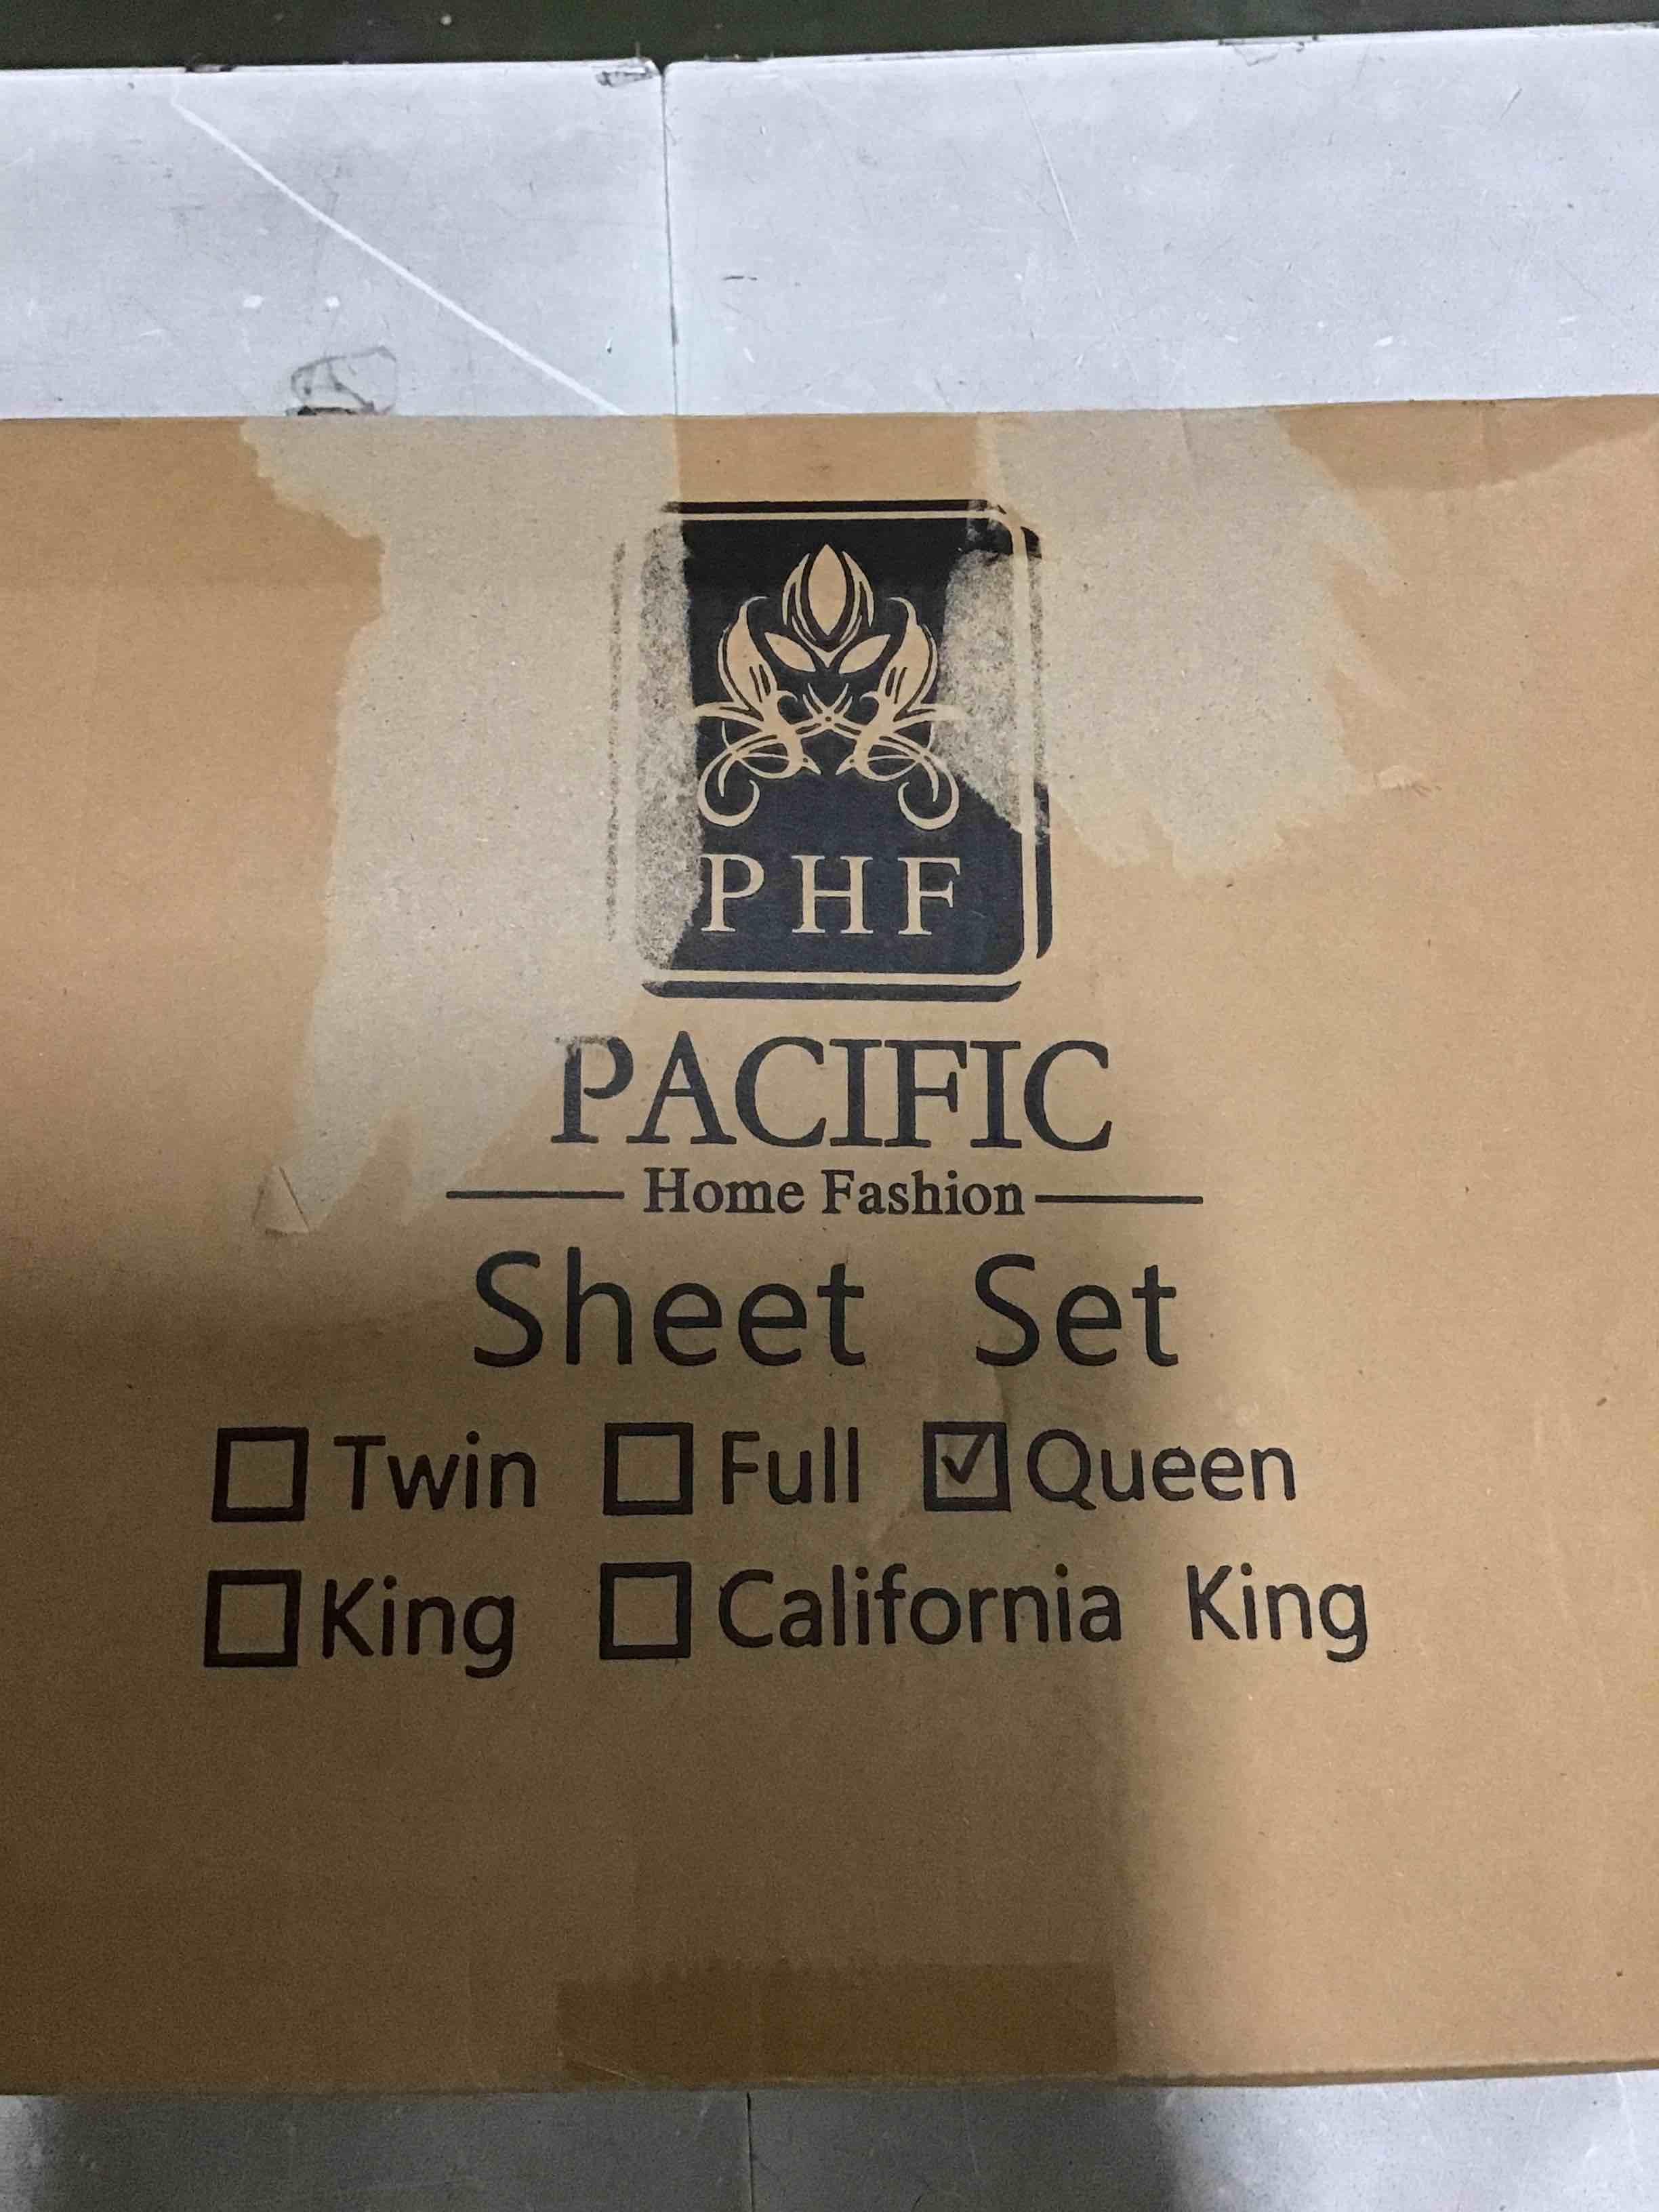 PHF
PACIFIC
Home Fashion
Sheet Set
☐ Twin ☐ Full ☑ Queen
☐ King ☐ California King